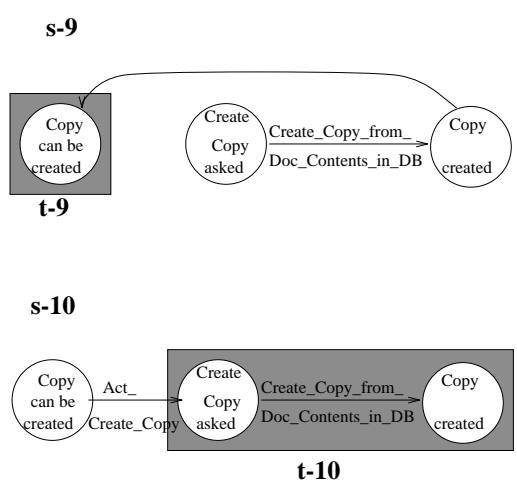 s-9
Copy
can be
created
Create
Copy
asked
Create_Copy_from_
Doc_Contents_in_DB
Copy
created
t-9
s-10
Copy
can be
created
Act_
Create_Copy
Create
Copy
asked
Create_Copy_from_
Doc_Contents_in_DB
Copy
created
t-10